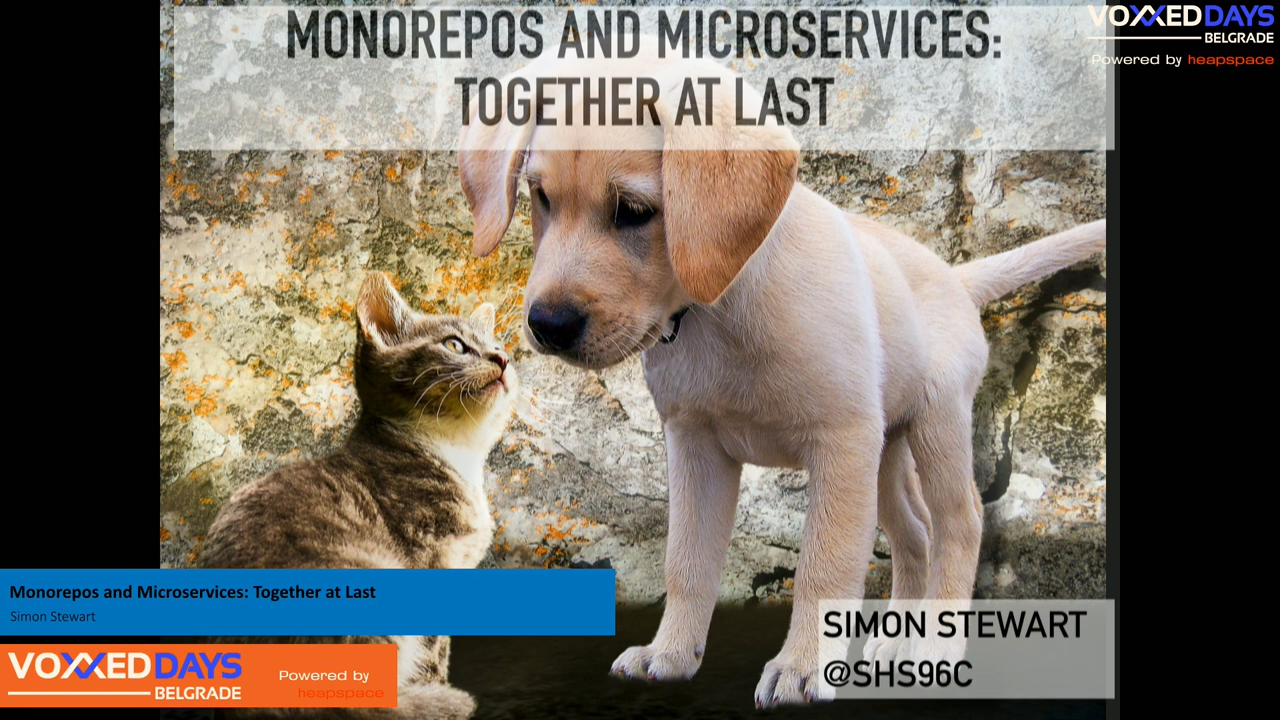 MONOREPOS AND MICROSERVICES:
TOGETHER AT LAST
VOXXED DAYS
BELGRADE
Powered by heapspace
Monorepos and Microservices: Together at Last
Simon Stewart
SIMON STEWART
@SHS96C
VOXXED DAYS
BELGRADE
Powered by
heapspace